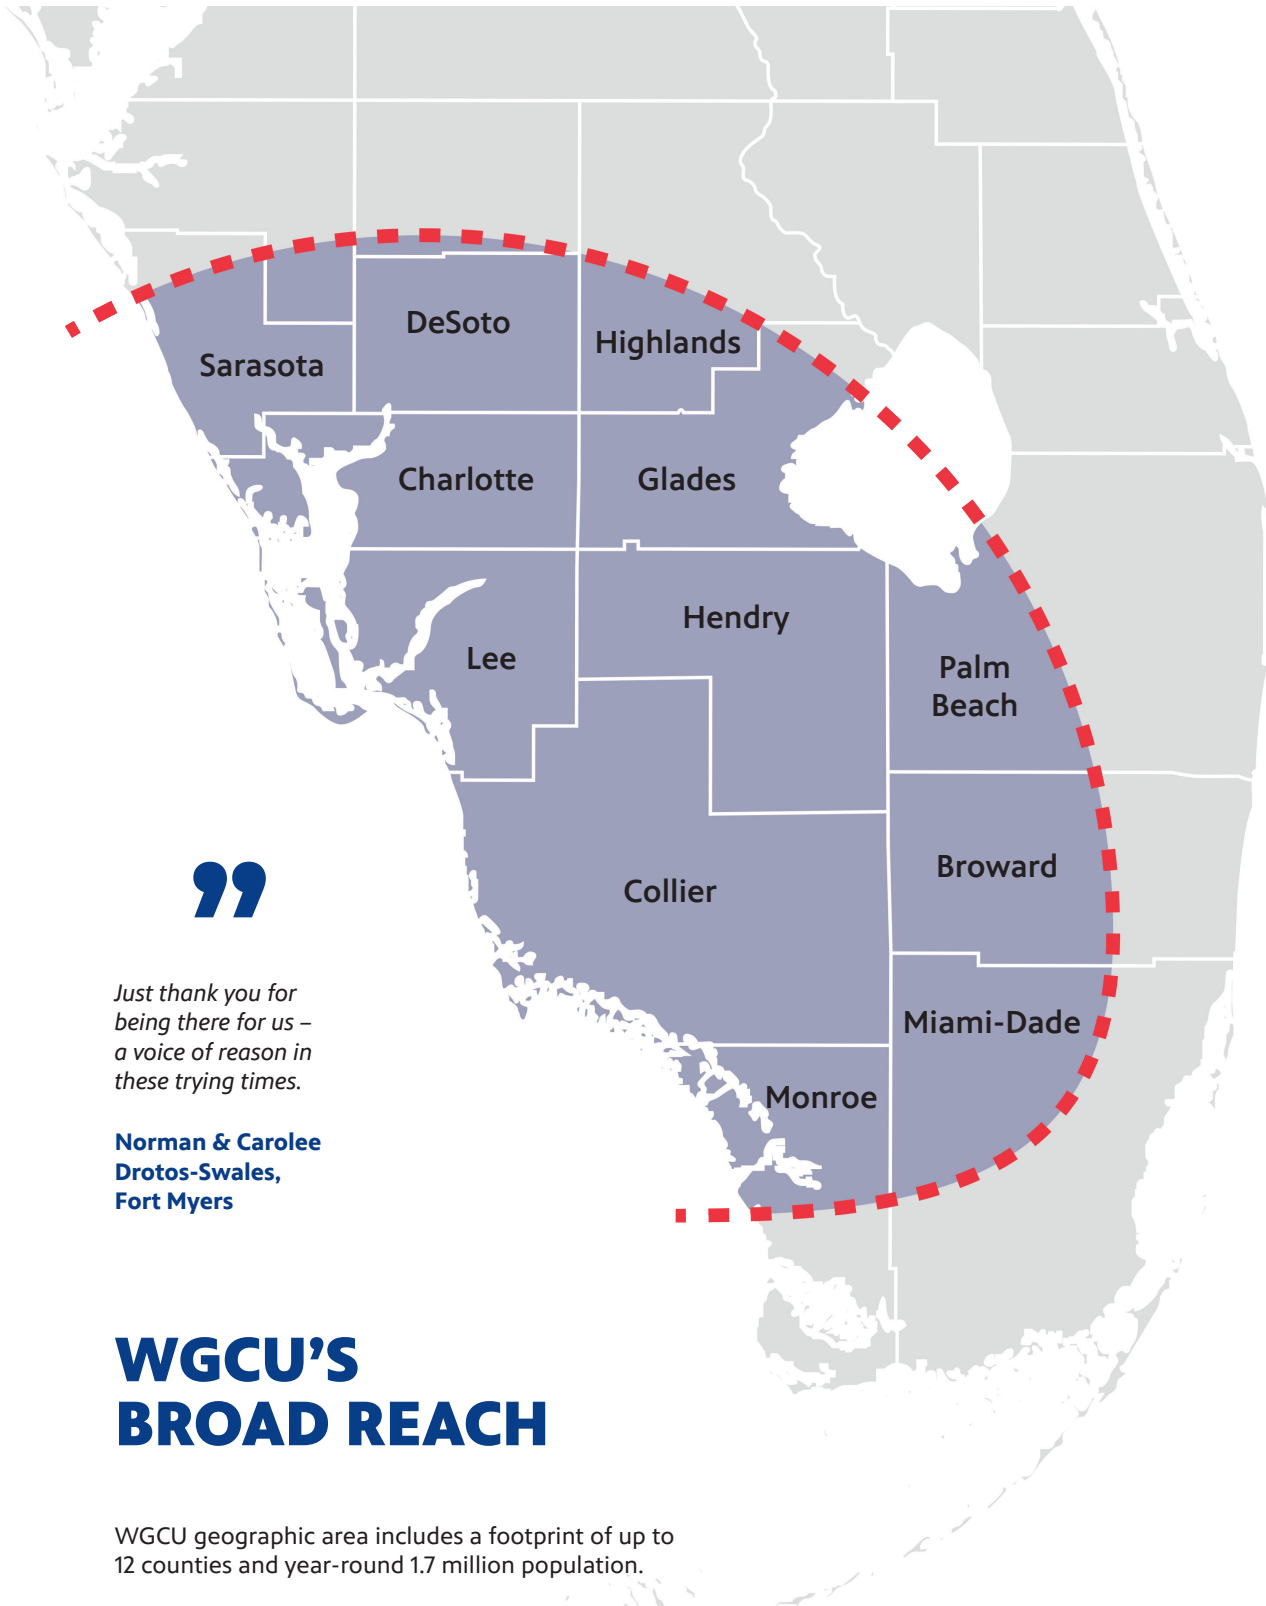 DeSoto
Highlands
Sarasota
Charlotte
Glades
Hendry
Lee
Palm
Beach
Broward
Collier
Miami-Dade
Monroe
”
Just thank you for
being there for us –
a voice of reason in
these trying times.
Norman & Carolee
Drotos-Swales,
Fort Myers
WGCU’S
BROAD REACH
WGCU geographic area includes a footprint of up to
12 counties and year-round 1.7 million population.